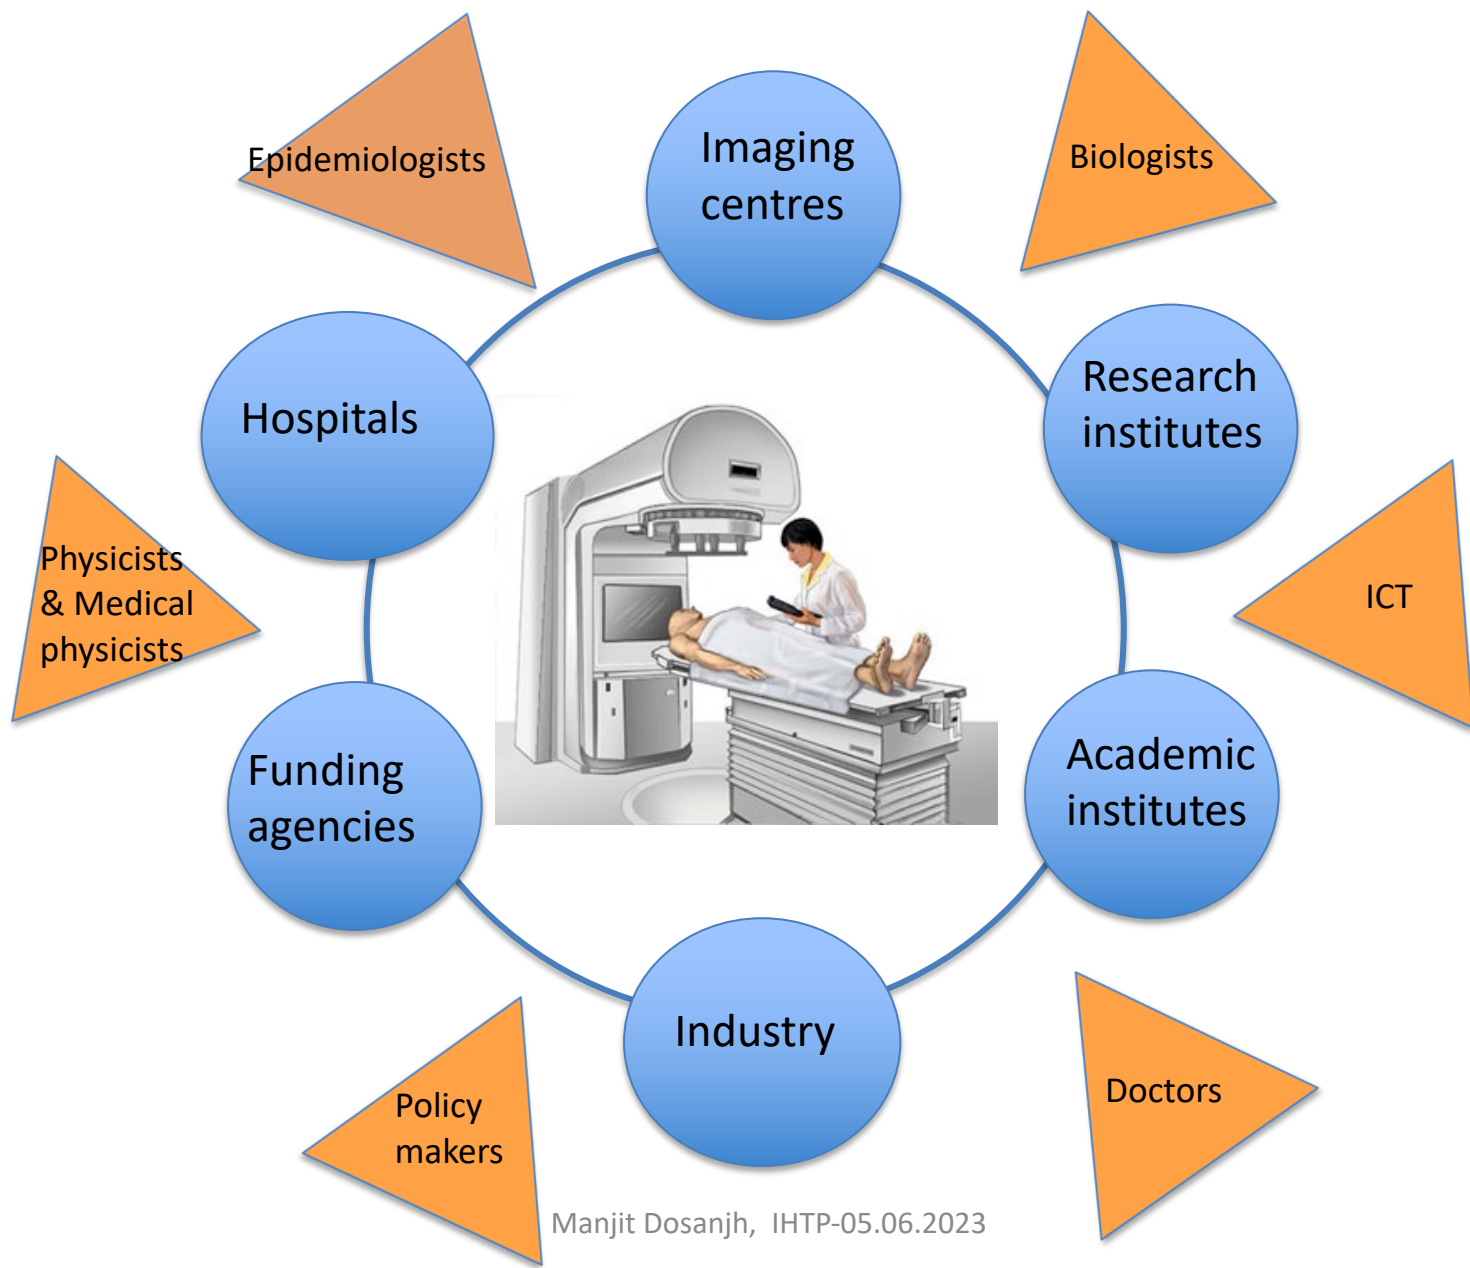 Epidemiologists
Imaging
centres
Biologists
Hospitals
Research
institutes
Physicists
& Medical
physicists
ICT
Funding
agencies
Academic
institutes
Industry
Policy
makers
Doctors
Manjit Dosanjh, IHTP-05.06.2023